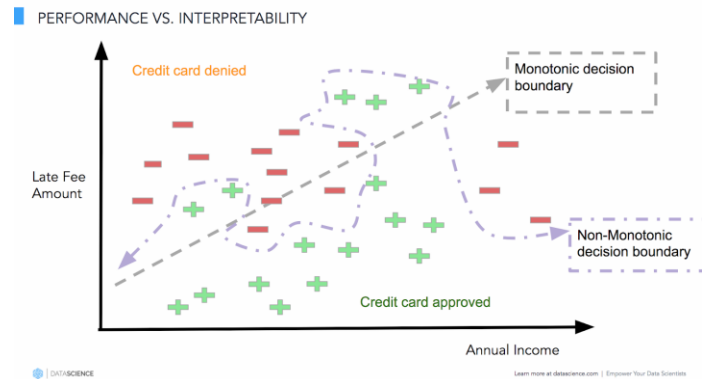 PERFORMANCE VS. INTERPRETABILITY
Credit card denied
Monotonic decision
boundary
Late Fee
Amount
Non-Monotonic
decision boundary
Credit card approved
Annual Income
DATASCIENCE
Learn more at datascience.com | Empower Your Data Scientists